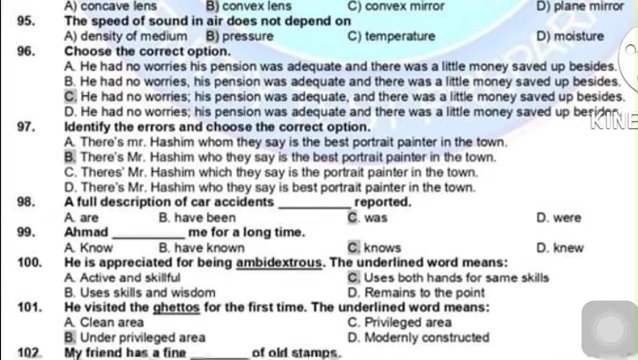 A) concave lens B) convex lens C) convex mirror D) plane mirror
95. The speed of sound in air does not depend on
A) density of medium B) pressure C) temperature D) moisture
96. Choose the correct option.
A. He had no worries his pension was adequate and there was a little money saved up besides.
B. He had no worries, his pension was adequate and there was a little money saved up besides.
C. He had no worries; his pension was adequate, and there was a little money saved up besides.
D. He had no worries; his pension was adequate and there was a little money saved up besides.
97. Identify the errors and choose the correct option.
A. There's mr. Hashim whom they say is the best portrait painter in the town.
B. There's Mr. Hashim who they say is the best portrait painter in the town.
C. Theres' Mr. Hashim which they say is the portrait painter in the town.
D. There's Mr. Hashim who they say is best portrait painter in the town.
98. A full description of car accidents __________ reported.
A. are B. have been C. was D. were
99. Ahmad __________ me for a long time.
A. Know B. have known C. knows D. knew
100. He is appreciated for being ambidextrous. The underlined word means:
A. Active and skillful C. Uses both hands for same skills
B. Uses skills and wisdom D. Remains to the point
101. He visited the ghettos for the first time. The underlined word means:
A. Clean area C. Privileged area
B. Under privileged area D. Modernly constructed
102. My friend has a fine ________ of old stamps.